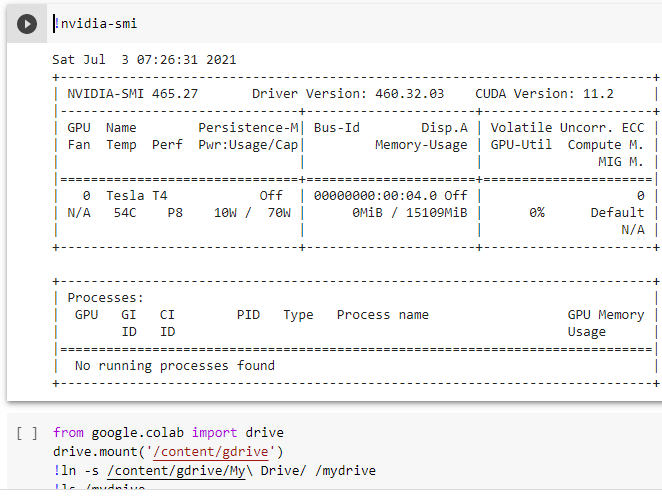 !nvidia-smi
Sat Jul  3 07:26:31 2021
+-----------------------------------------------------------------------------+
| NVIDIA-SMI 465.27       Driver Version: 460.32.03    CUDA Version: 11.2     |
|-------------------------------+----------------------+----------------------+
| GPU  Name        Persistence-M| Bus-Id        Disp.A | Volatile Uncorr. ECC |
| Fan  Temp  Perf  Pwr:Usage/Cap|         Memory-Usage | GPU-Util  Compute M. |
|                               |                      |               MIG M. |
|===============================+======================+======================|
|   0  Tesla T4            Off  | 00000000:00:04.0 Off |                    0 |
| N/A   54C    P8    10W /  70W |      0MiB / 15109MiB |      0%      Default |
|                               |                      |                  N/A |
+-------------------------------+----------------------+----------------------+
+-----------------------------------------------------------------------------+
| Processes:                                                                  |
|  GPU   GI   CI        PID   Type   Process name                  GPU Memory |
|        ID   ID                                                   Usage      |
|=============================================================================|
|  No running processes found                                                 |
+-----------------------------------------------------------------------------+
[ ] from google.colab import drive
drive.mount('/content/gdrive')
!ln -s /content/gdrive/My\ Drive/ /mydrive
!ls /mydrive